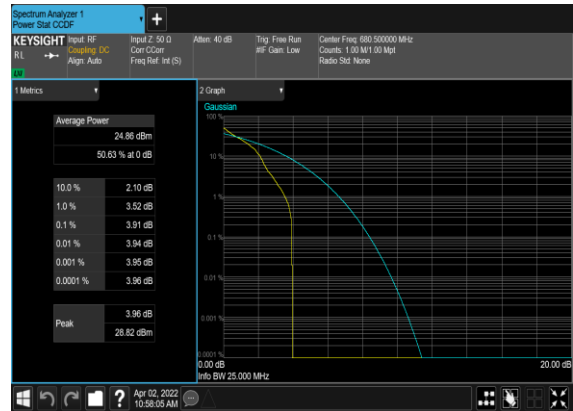 Spectrum Analyzer 1
Power Stat CCDF
KEYSIGHT Input: RF Input Z: 50 Ω Atten: 40 dB Trig: Free Run Center Freq: 680.500000 MHz
RL Coupling: DC Corr CCorr #IF Gain: Low Counts: 1.00 M/1.00 Mpt
Align: Auto Freq Ref: Int (S) Radio Std: None
1 Metrics
2 Graph
Average Power
24.86 dBm
50.63 % at 0 dB
10.0 % 2.10 dB
1.0 % 3.52 dB
0.1 % 3.91 dB
0.01 % 3.94 dB
0.001 % 3.95 dB
0.0001 % 3.96 dB
Peak 3.96 dB
28.82 dBm
Gaussian
100 %
10 %
1 %
0.1 %
0.01 %
0.001 %
0.0001 %
0.00 dB 20.00 dB
Info BW 25.000 MHz
? Apr 02, 2022
10:58:05 AM